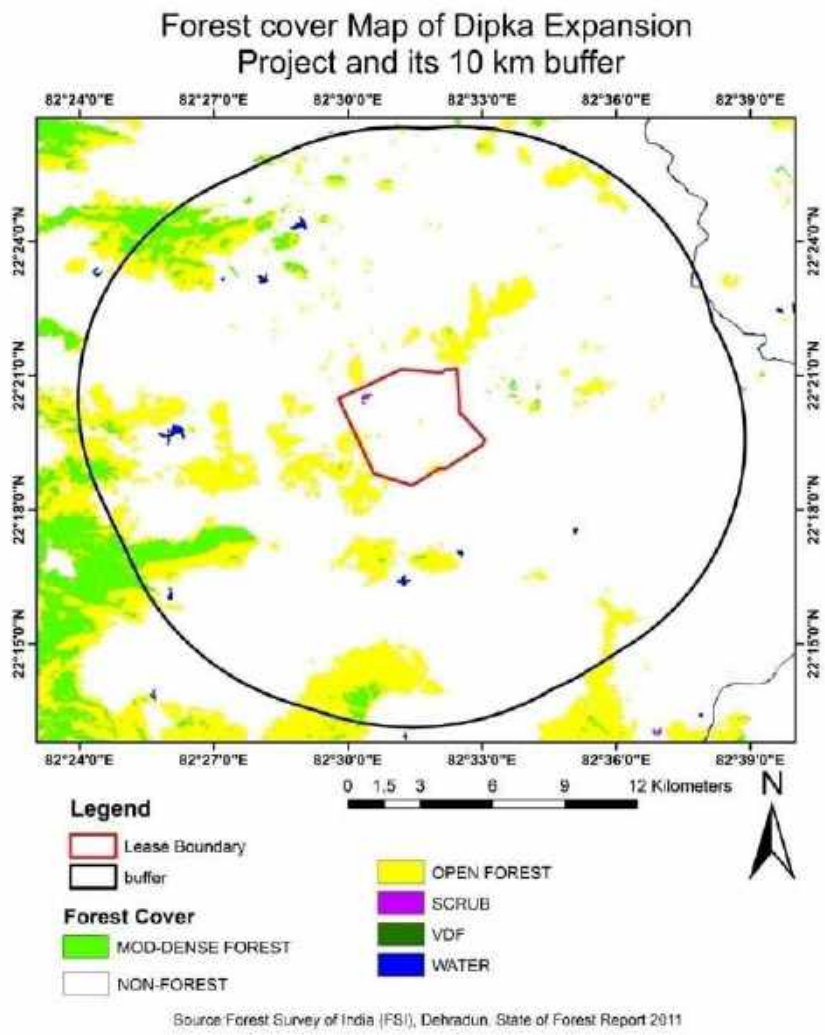 Forest cover Map of Dipka Expansion
Project and its 10 km buffer
82°24'0"E 82°27'0"E 82°30'0"E 82°33'0"E 82°36'0"E 82°39'0"E
22°24'0"N 22°24'0"N
22°21'0"N 22°21'0"N
22°18'0"N 22°18'0"N
22°15'0"N 22°15'0"N
82°24'0"E 82°27'0"E 82°30'0"E 82°33'0"E 82°36'0"E 82°39'0"E
0 1.5 3 6 9 12 Kilometers
N
Legend
Lease Boundary
buffer
Forest Cover
MOD-DENSE FOREST
NON-FOREST
OPEN FOREST
SCRUB
VDF
WATER
Source:Forest Survey of India (FSI), Dehradun, State of Forest Report 2011